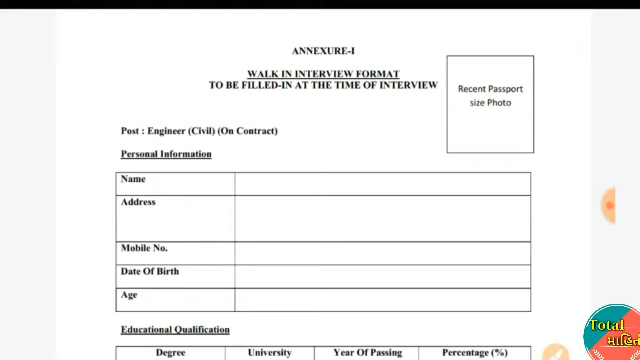 ANNEXURE-I
WALK IN INTERVIEW FORMAT
TO BE FILLED-IN AT THE TIME OF INTERVIEW
Recent Passport
size Photo
Post : Engineer (Civil) (On Contract)
Personal Information
Name
Address
Mobile No.
Date Of Birth
Age
Educational Qualification
Degree University Year Of Passing Percentage (%)
Total
માહિતી